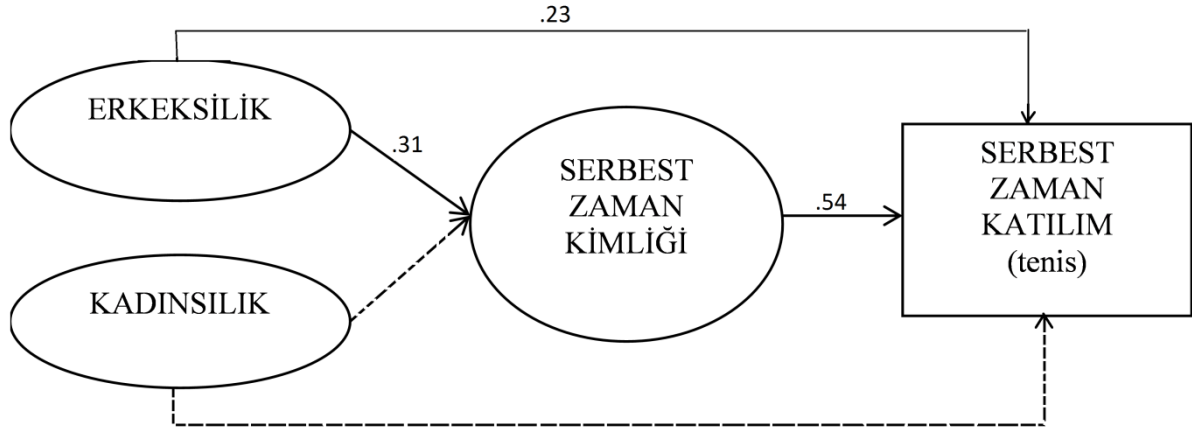 .23
ERKEKSİLİK
.31
SERBEST
ZAMAN
KİMLİĞİ
.54
SERBEST
ZAMAN
KATILIM
(tenis)
KADINSILIK